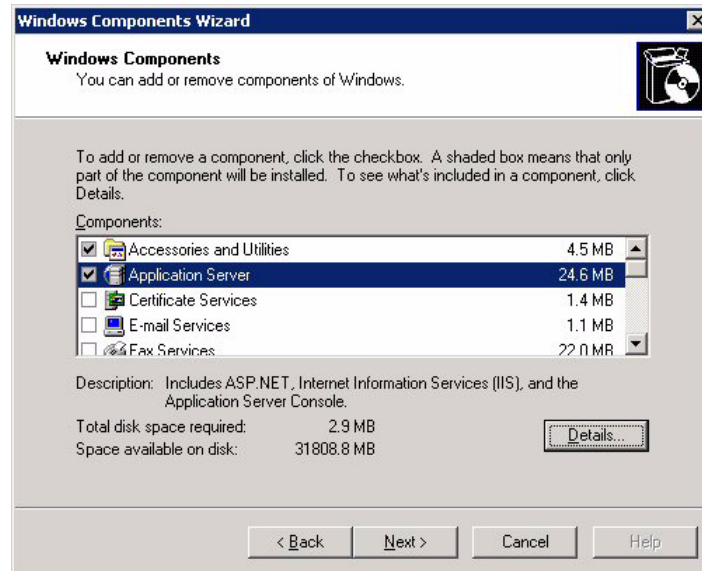 Windows Components Wizard
Windows Components
You can add or remove components of Windows.
To add or remove a component, click the checkbox. A shaded box means that only
part of the component will be installed. To see what's included in a component, click
Details.
Components:
Accessories and Utilities 4.5 MB
Application Server 24.6 MB
Certificate Services 1.4 MB
E-mail Services 1.1 MB
Fax Services 22.0 MB
Description: Includes ASP.NET, Internet Information Services (IIS), and the
Application Server Console.
Total disk space required: 2.9 MB
Space available on disk: 31808.8 MB
Details...
< Back Next > Cancel Help